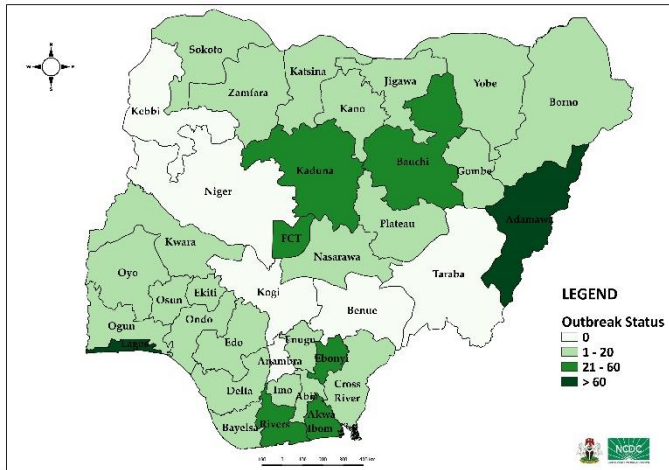 N
W E
S
Sokoto
Katsina
Jigawa
Yobe
Borno
Zamfara
Kano
Kebbi
Kaduna
Bauchi
Gombe
Niger
Adamawa
Plateau
FCT
Kwara
Nasarawa
Taraba
Oyo
Kogi
Benue
Osun
Ekiti
Ogun
Ondo
Lagos
Edo
Enugu
Ebonyi
Anambra
Cross
River
Delta
Imo
Abia
Akwa
Ibom
Bayelsa
Rivers
LEGEND
Outbreak Status
0
1 - 20
21 - 60
> 60
NCDC